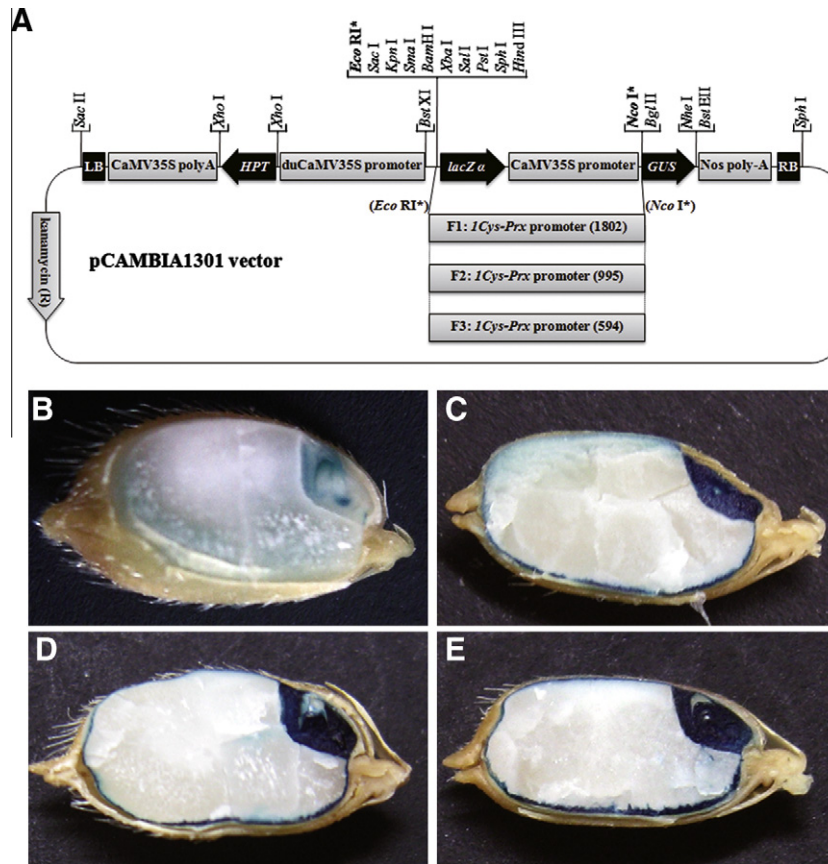 A
Eco RI*
Sac I
Kpn I
Sma I
BamH I
Xba I
Sal I
Pst I
Sph I
Hind III
Sac II
Xho I
Xho I
Bst XI
Nco I*
Bgl II
Nhe I
Bst EII
Sph I
LB
CaMV35S polyA
HPT
duCaMV35S promoter
lacZ α
CaMV35S promoter
GUS
Nos poly-A
RB
(Eco RI*)
(Nco I*)
kanamycin (R)
pCAMBIA1301 vector
F1: 1Cys-Prx promoter (1802)
F2: 1Cys-Prx promoter (995)
F3: 1Cys-Prx promoter (594)
B
C
D
E